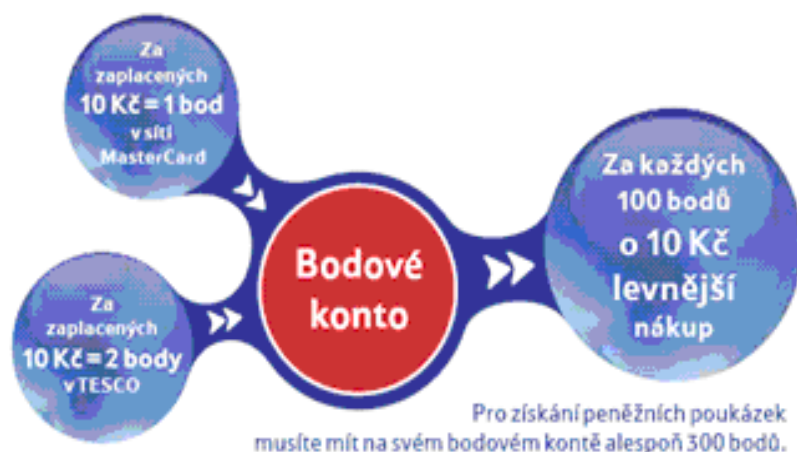 Za
zaplacených
10 Kč = 1 bod
v síti
MasterCard
Za
zaplacených
10 Kč = 2 body
v TESCO
Bodové
konto
Za každých
100 bodů
o 10 Kč
levnější
nákup
Pro získání peněžních poukázek
musíte mít na svém bodovém kontě alespoň 300 bodů.